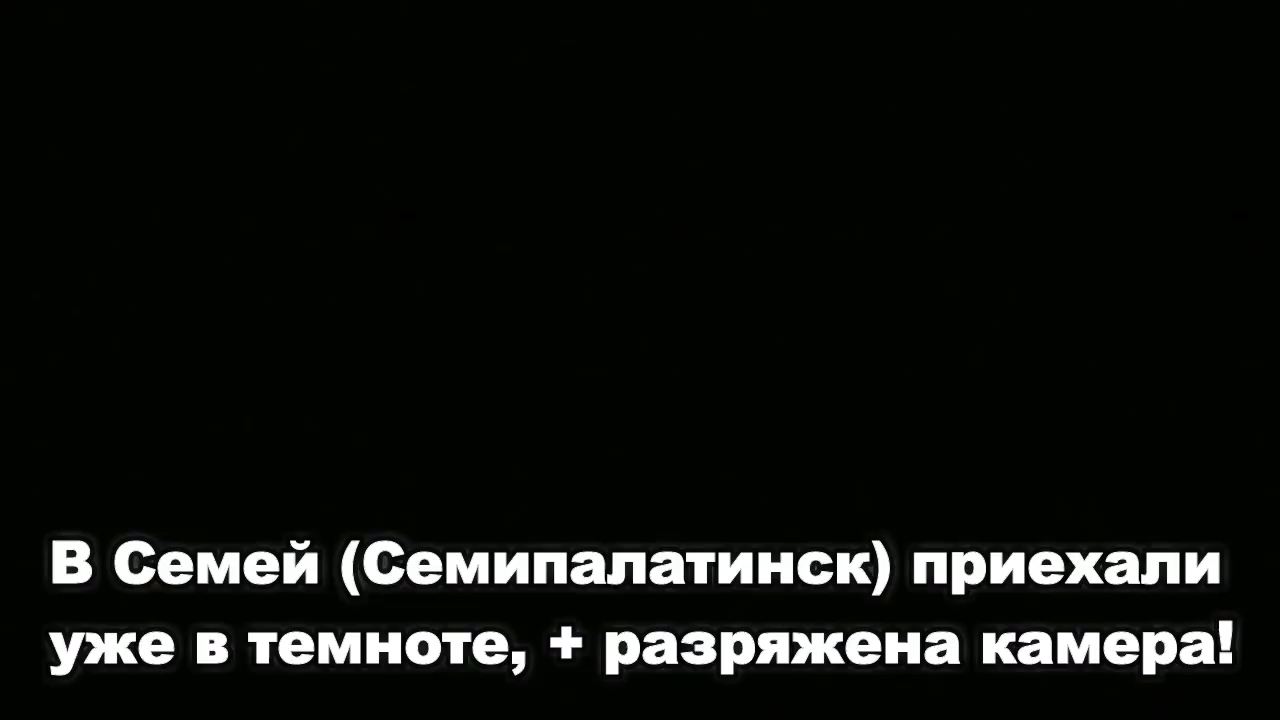 В Семей (Семипалатинск) приехали
уже в темноте, + разряжена камера!